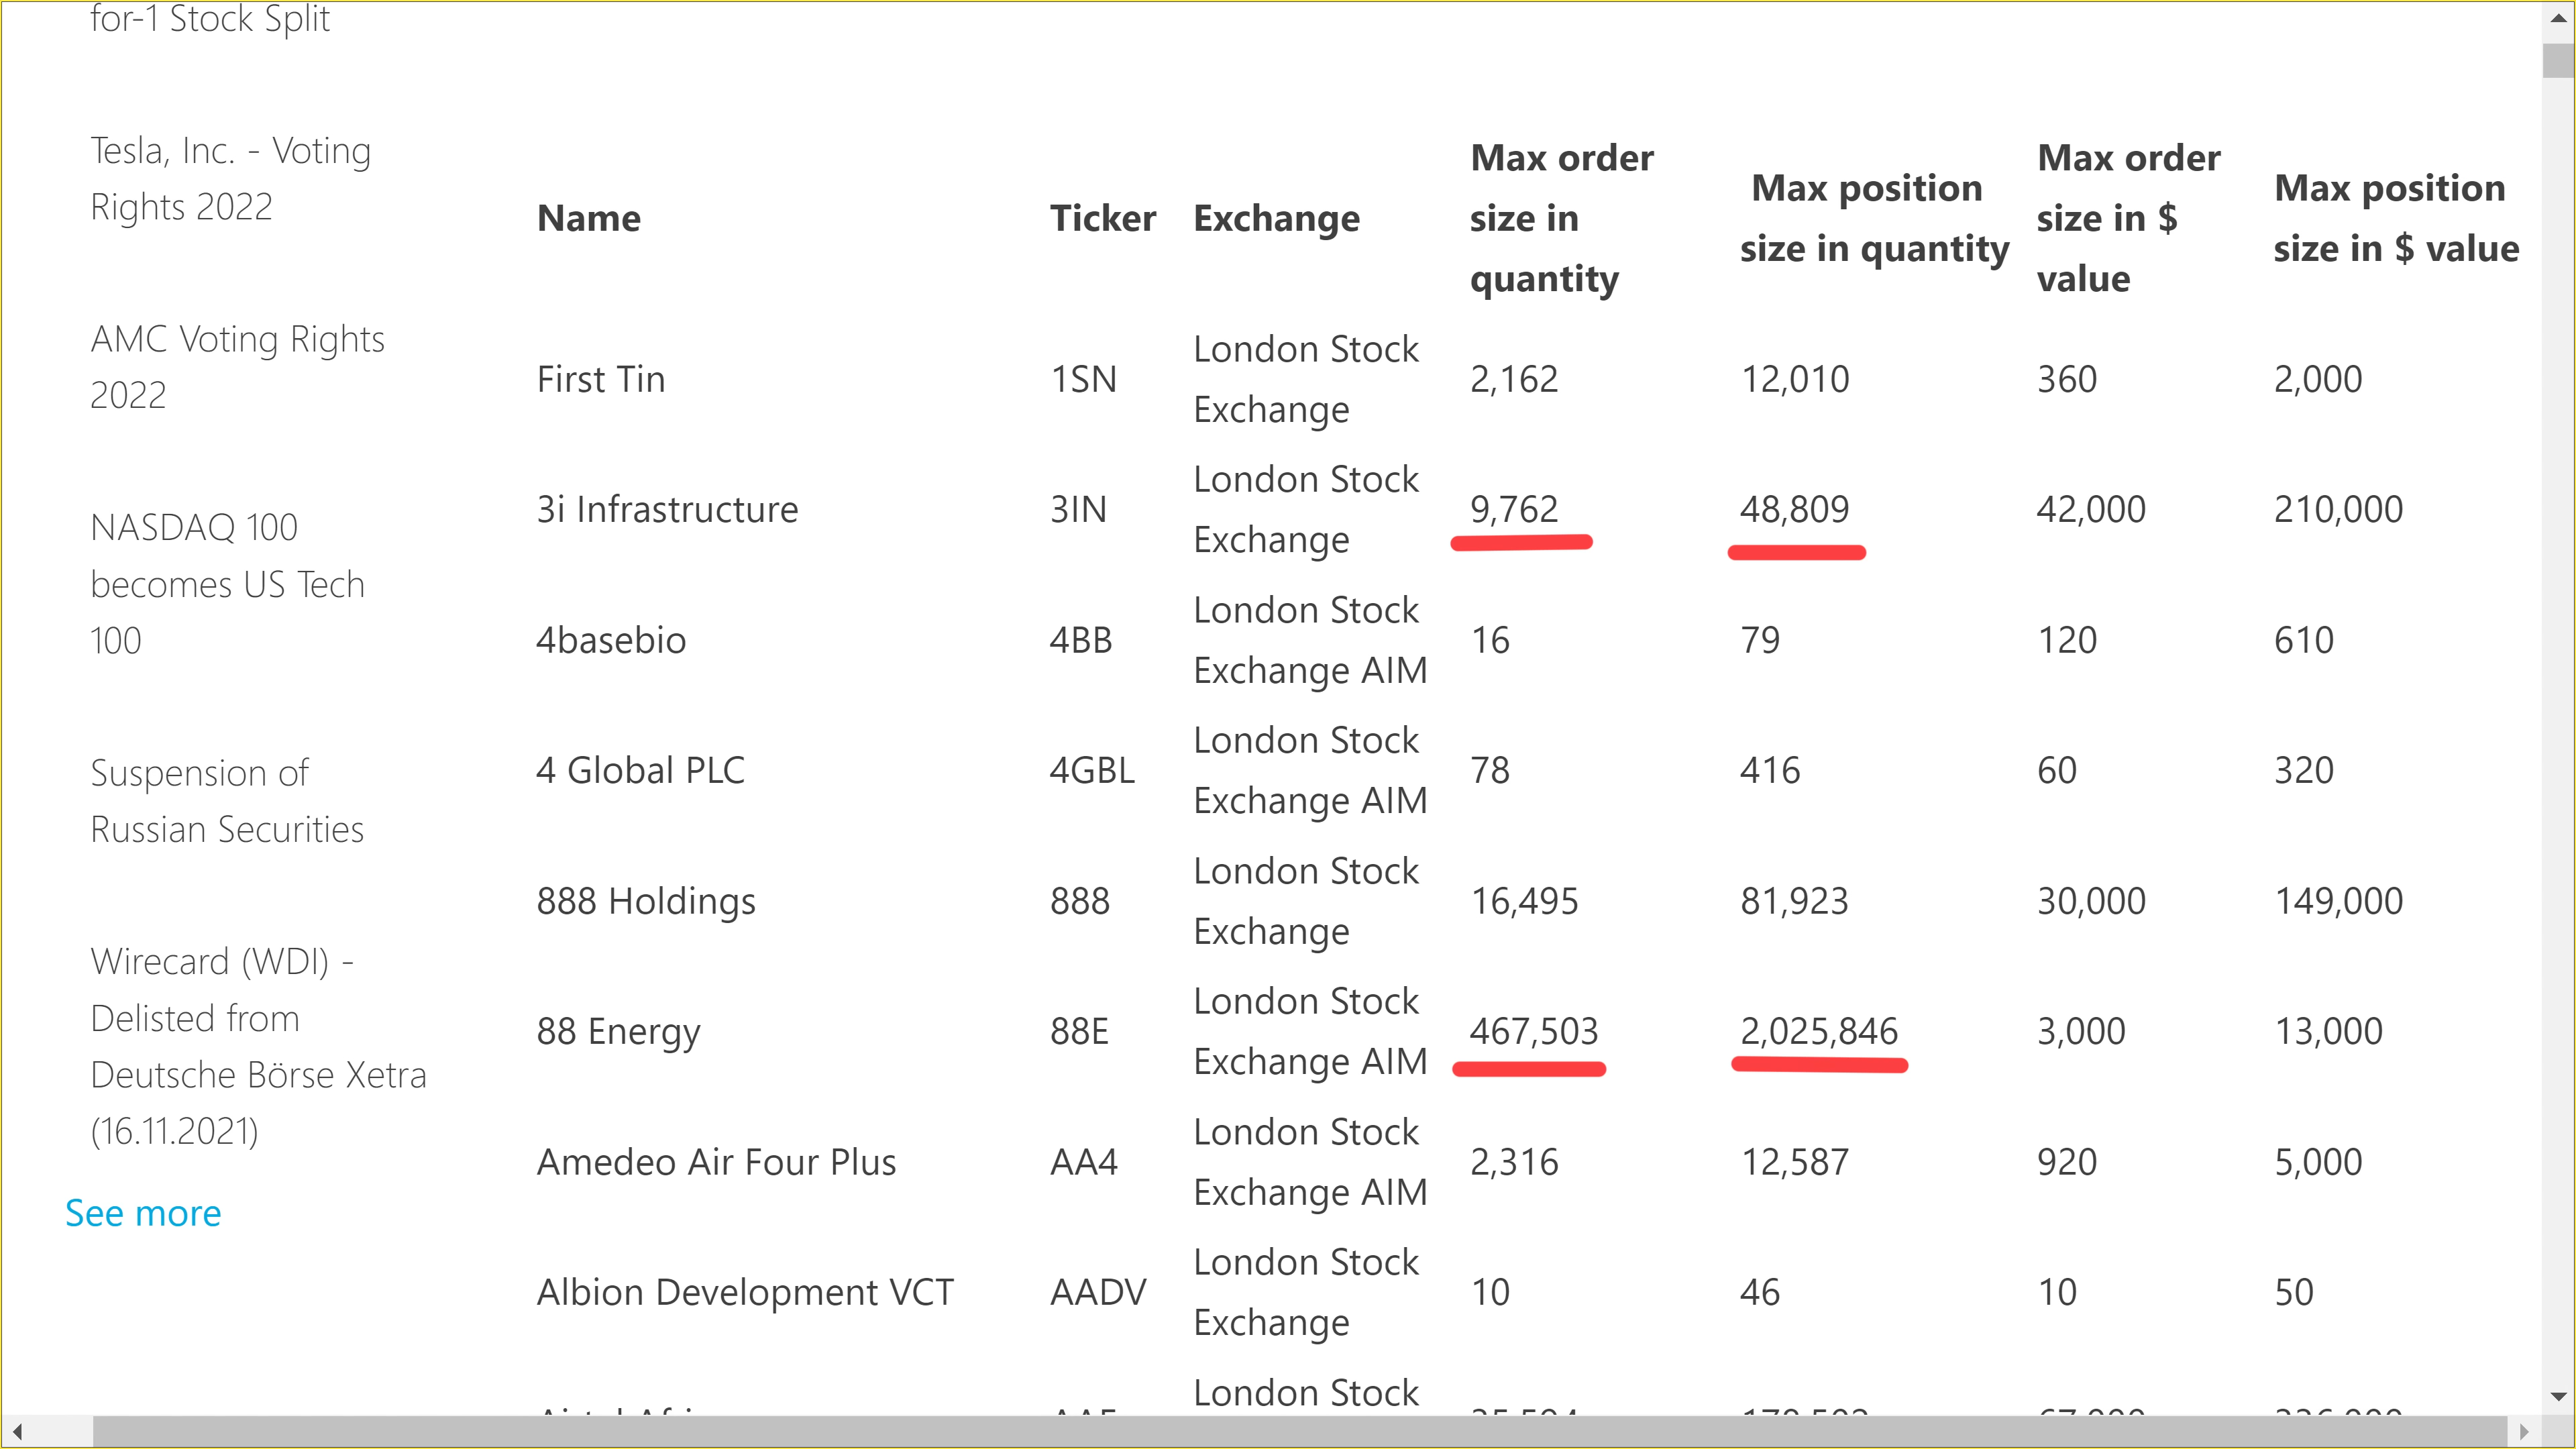 for-1 Stock Split
Tesla, Inc. - Voting
Rights 2022
AMC Voting Rights
2022
NASDAQ 100
becomes US Tech
100
Suspension of
Russian Securities
Wirecard (WDI) -
Delisted from
Deutsche Börse Xetra
(16.11.2021)
See more
Name Ticker Exchange Max order size in quantity Max position size in quantity Max order size in $ value Max position size in $ value
First Tin 1SN London Stock Exchange 2,162 12,010 360 2,000
3i Infrastructure 3IN London Stock Exchange 9,762 48,809 42,000 210,000
4basebio 4BB London Stock Exchange AIM 16 79 120 610
4 Global PLC 4GBL London Stock Exchange AIM 78 416 60 320
888 Holdings 888 London Stock Exchange 16,495 81,923 30,000 149,000
88 Energy 88E London Stock Exchange AIM 467,503 2,025,846 3,000 13,000
Amedeo Air Four Plus AA4 London Stock Exchange AIM 2,316 12,587 920 5,000
Albion Development VCT AADV London Stock Exchange 10 46 10 50
London Stock